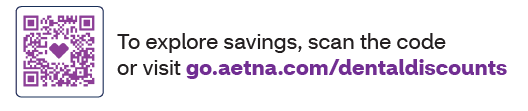 To explore savings, scan the code
or visit go.aetna.com/dentaldiscounts